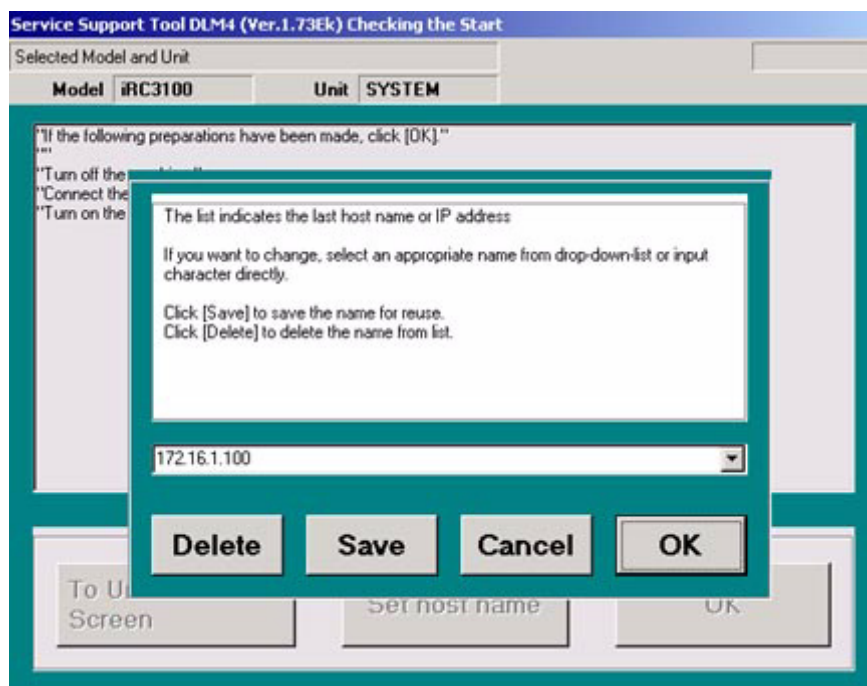 Service Support Tool DLM4 (Ver.1.73Ek) Checking the Start
Selected Model and Unit
Model iRC3100 Unit SYSTEM
"If the following preparations have been made, click [OK]."
""
"Turn off the
"Connect the
"Turn on the
The list indicates the last host name or IP address
If you want to change, select an appropriate name from drop-down-list or input
character directly.
Click [Save] to save the name for reuse.
Click [Delete] to delete the name from list.
172.16.1.100
Delete Save Cancel OK
To
Screen
Set host name
OK